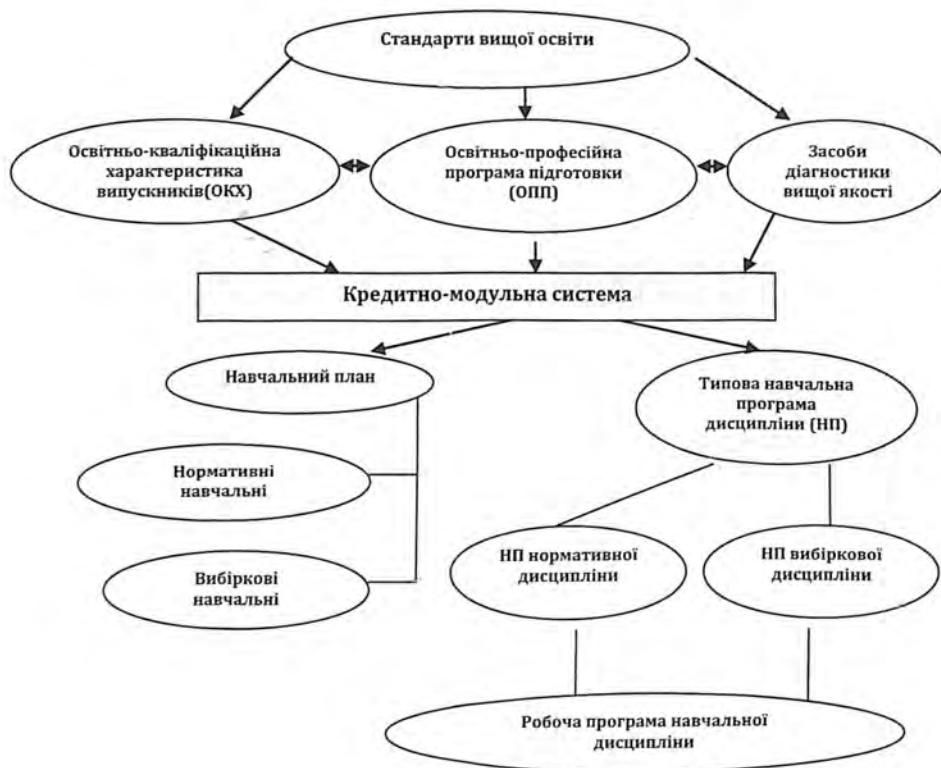 Стандарти вищої освіти
Освітньо-кваліфікаційна
характеристика
випускників(ОКХ)
Освітньо-професійна
програма підготовки
(ОПП)
Засоби
діагностики
вищої якості
Кредитно-модульна система
Навчальний план
Типова навчальна
програма
дисципліни (НП)
Нормативні
навчальні
НП нормативної
дисципліни
НП вибіркової
дисципліни
Вибіркові
навчальні
Робоча програма навчальної
дисципліни